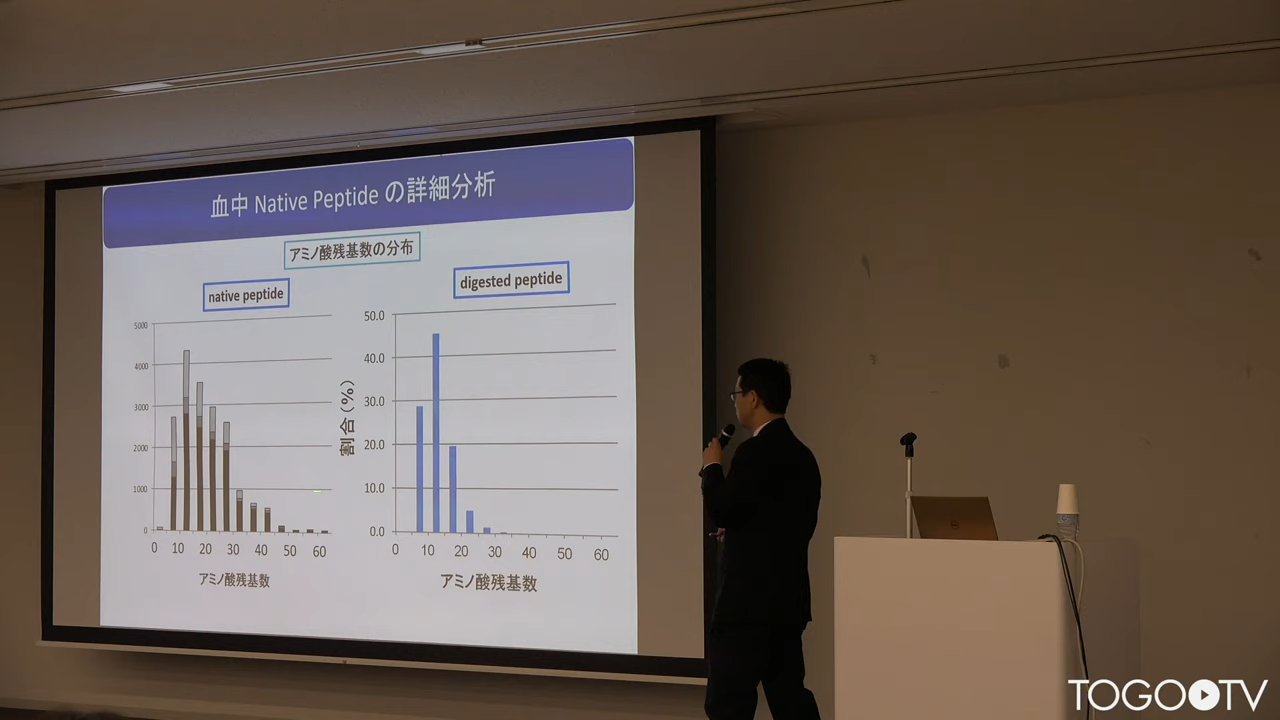 血中 Native Peptide の詳細分析
アミノ酸残基数の分布
native peptide
digested peptide
5000
4000
3000
2000
1000
0
0 10 20 30 40 50 60
アミノ酸残基数
割合(%)
50.0
40.0
30.0
20.0
10.0
0.0
0 10 20 30 40 50 60
アミノ酸残基数
TOGO TV